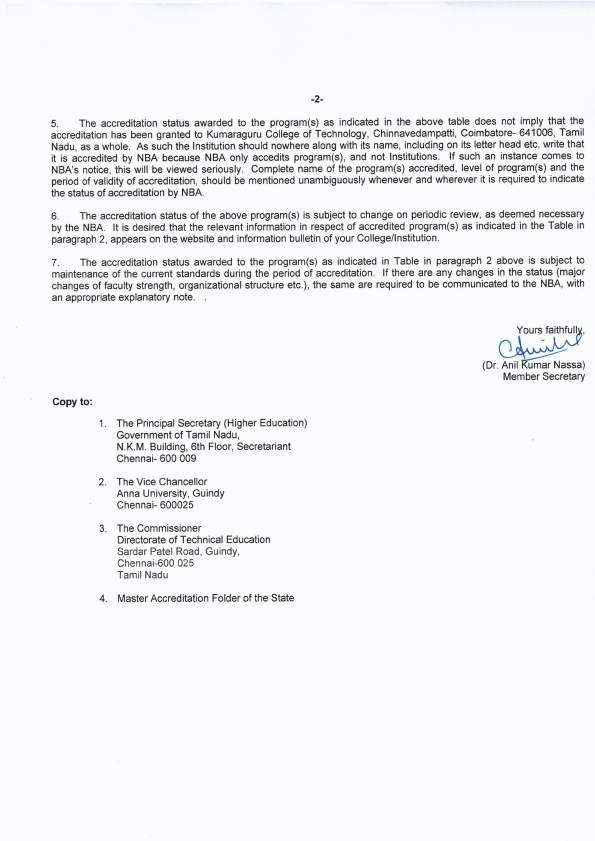 -2-
5. The accreditation status awarded to the program(s) as indicated in the above table does not imply that the
accreditation has been granted to Kumaraguru College of Technology, Chinnavedampatti, Coimbatore- 641006, Tamil
Nadu, as a whole. As such the Institution should nowhere along with its name, including on its letter head etc. write that
it is accredited by NBA because NBA only accedits program(s), and not Institutions. If such an instance comes to
NBA's notice, this will be viewed seriously. Complete name of the program(s) accredited, level of program(s) and the
period of validity of accreditation, should be mentioned unambiguously whenever and wherever it is required to indicate
the status of accreditation by NBA.
6. The accreditation status of the above program(s) is subject to change on periodic review, as deemed necessary
by the NBA. It is desired that the relevant information in respect of accredited program(s) as indicated in the Table in
paragraph 2, appears on the website and information bulletin of your College/Institution.
7. The accreditation status awarded to the program(s) as indicated in Table in paragraph 2 above is subject to
maintenance of the current standards during the period of accreditation. If there are any changes in the status (major
changes of faculty strength, organizational structure etc.), the same are required to be communicated to the NBA, with
an appropriate explanatory note.
Yours faithfully,
(Dr. Anil Kumar Nassa)
Member Secretary
Copy to:
1. The Principal Secretary (Higher Education)
Government of Tamil Nadu,
N.K.M. Building, 6th Floor, Secretariant
Chennai- 600 009
2. The Vice Chancellor
Anna University, Guindy
Chennai- 600025
3. The Commissioner
Directorate of Technical Education
Sardar Patel Road, Guindy,
Chennai-600 025
Tamil Nadu
4. Master Accreditation Folder of the State